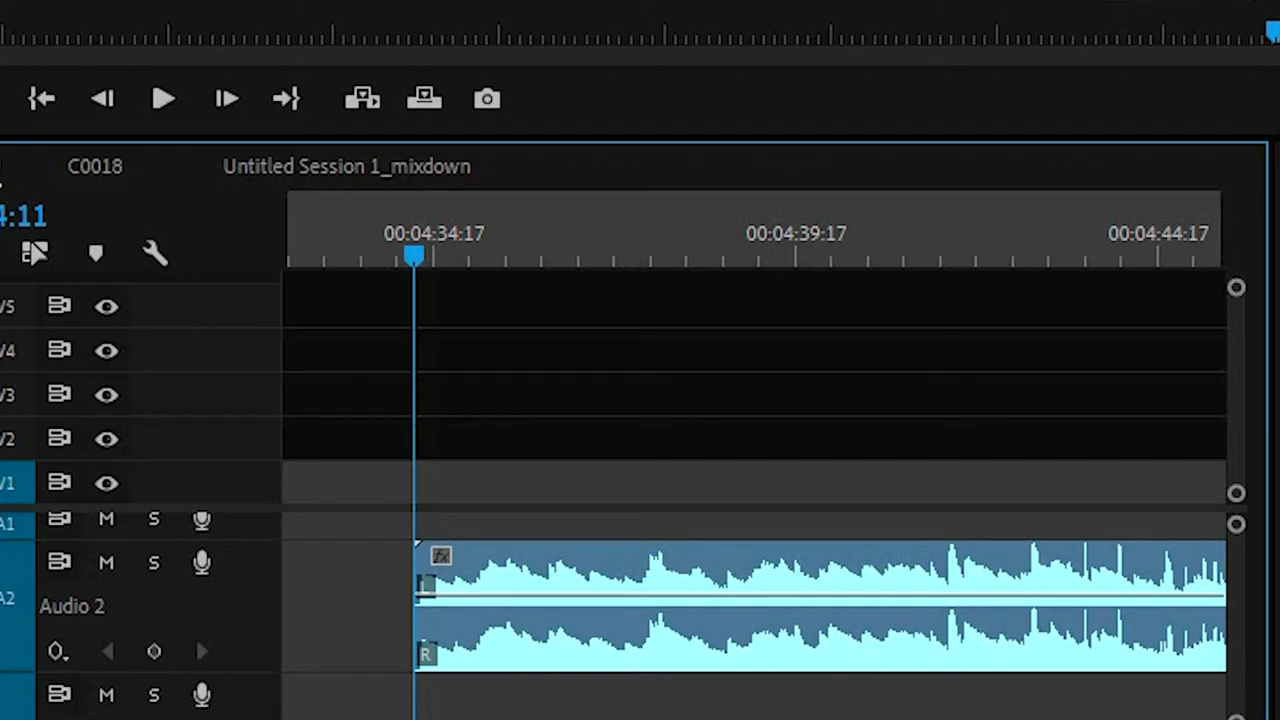 C0018 Untitled Session 1_mixdown
4:11
00:04:34:17 00:04:39:17 00:04:44:17
V5
V4
V3
V2
V1
A1 M S
fx
M S
L
A2
Audio 2
R
M S